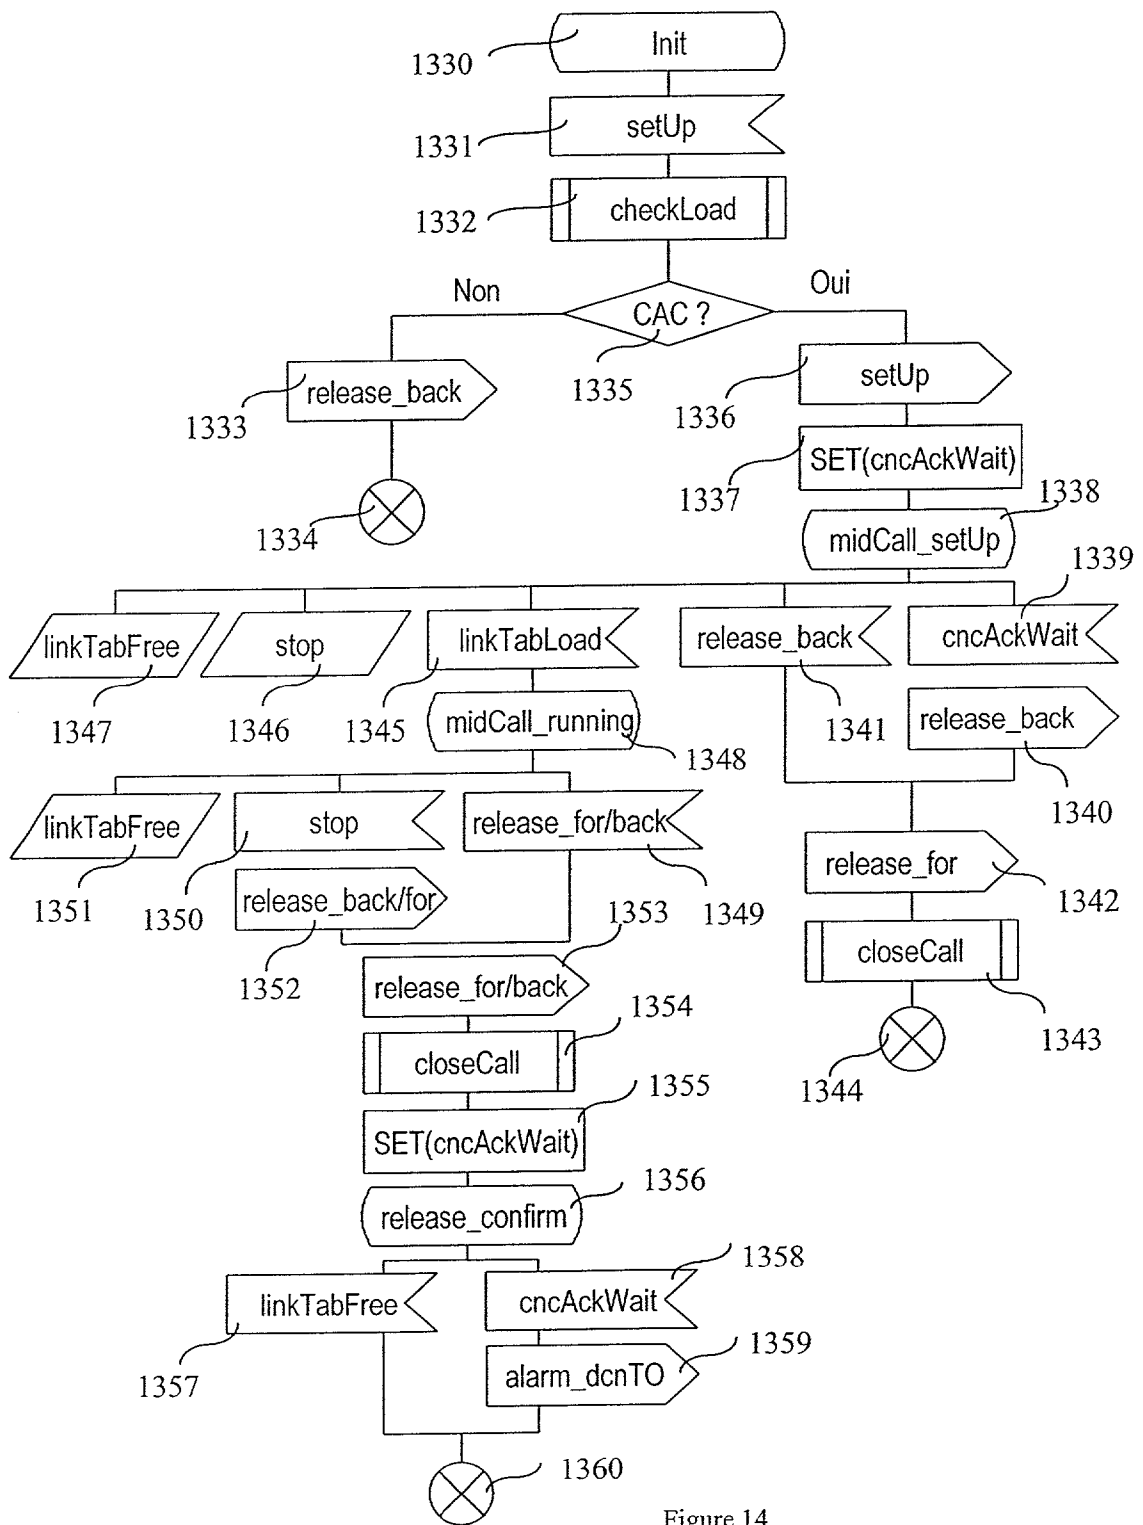 Init
1330
setUp
1331
checkLoad
1332
Non
Oui
CAC ?
1335
release_back
1333
setUp
1336
SET(cncAckWait)
1337
1338
1334
midCall_setUp
1339
linkTabFree
stop
linkTabLoad
release_back
cncAckWait
1347
1346
1345
1341
midCall_running
1348
release_back
1340
linkTabFree
stop
release_for/back
1351
1350
1349
release_for
1342
release_back/for
1352
1353
closeCall
1343
release_for/back
1354
1344
closeCall
1355
SET(cncAckWait)
1356
release_confirm
1358
linkTabFree
cncAckWait
1357
1359
alarm_dcnTO
1360
Figure 14